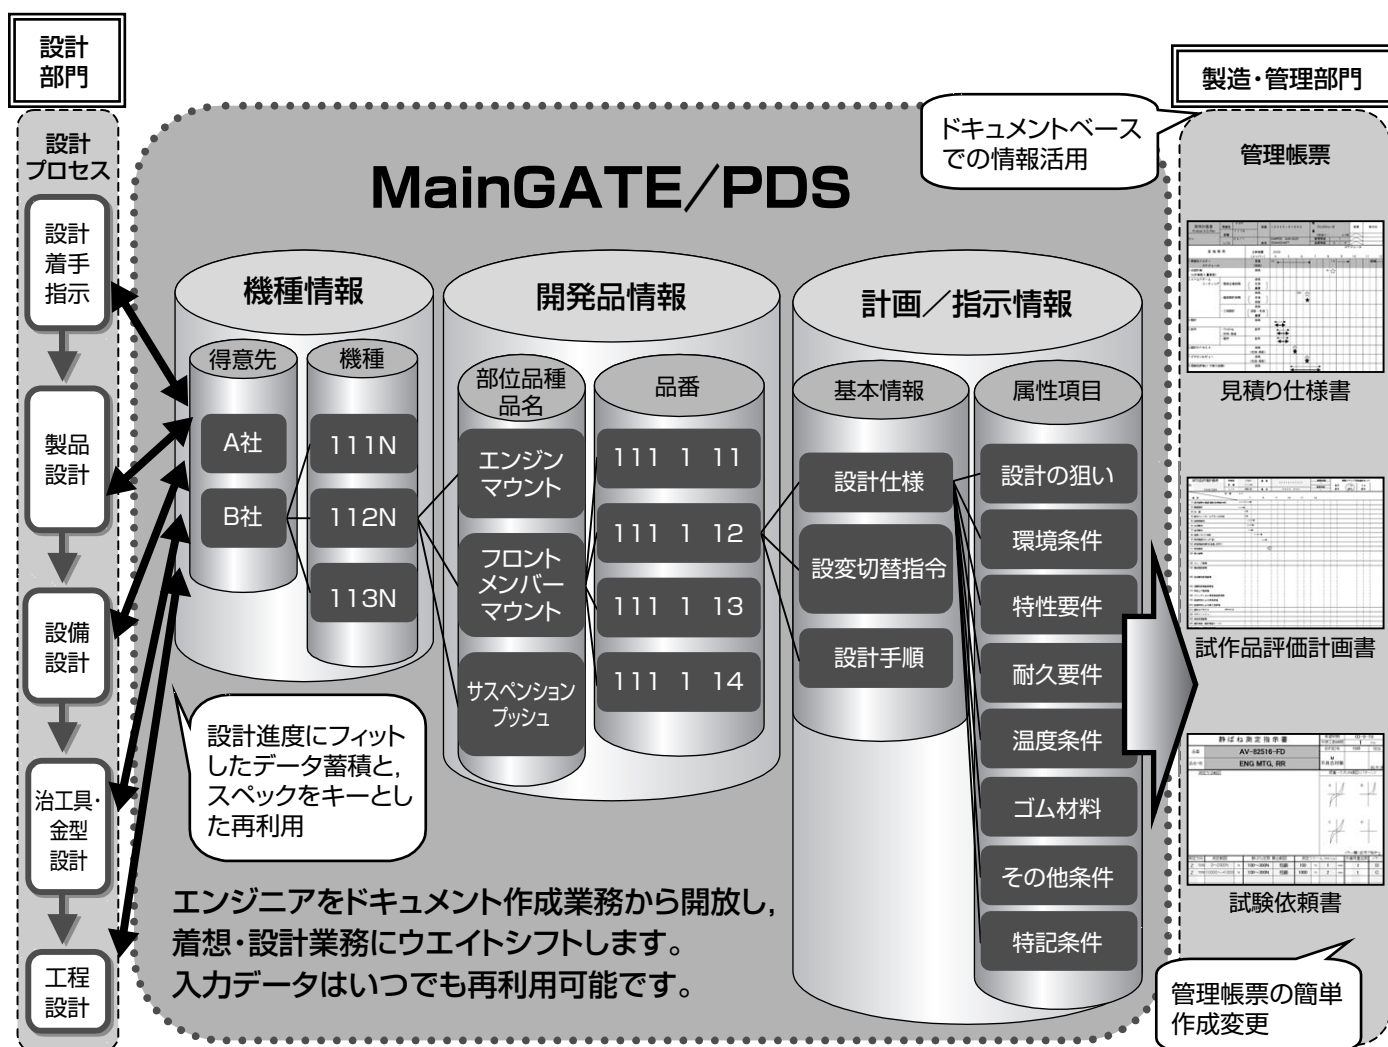 設計
部門
設計
プロセス
設計
着手
指示
製品
設計
設備
設計
治工具・
金型
設計
工程
設計
MainGATE／PDS
ドキュメントベース
での情報活用
機種情報
得意先
A社
B社
機種
111N
112N
113N
開発品情報
部位品種
品名
エンジン
マウント
フロント
メンバー
マウント
サスペンション
プッシュ
品番
111 1 11
111 1 12
111 1 13
111 1 14
計画／指示情報
基本情報
設計仕様
設変切替指令
設計手順
属性項目
設計の狙い
環境条件
特性要件
耐久要件
温度条件
ゴム材料
その他条件
特記条件
設計進度にフィット
したデータ蓄積と，
スペックをキーとし
た再利用
エンジニアをドキュメント作成業務から開放し，
着想・設計業務にウエイトシフトします。
入力データはいつでも再利用可能です。
製造・管理部門
管理帳票
見積り仕様書
試作品評価計画書
静ばね測定指示書
AV-82516-FD
ENG MTG, RR
試験依頼書
管理帳票の簡単
作成変更